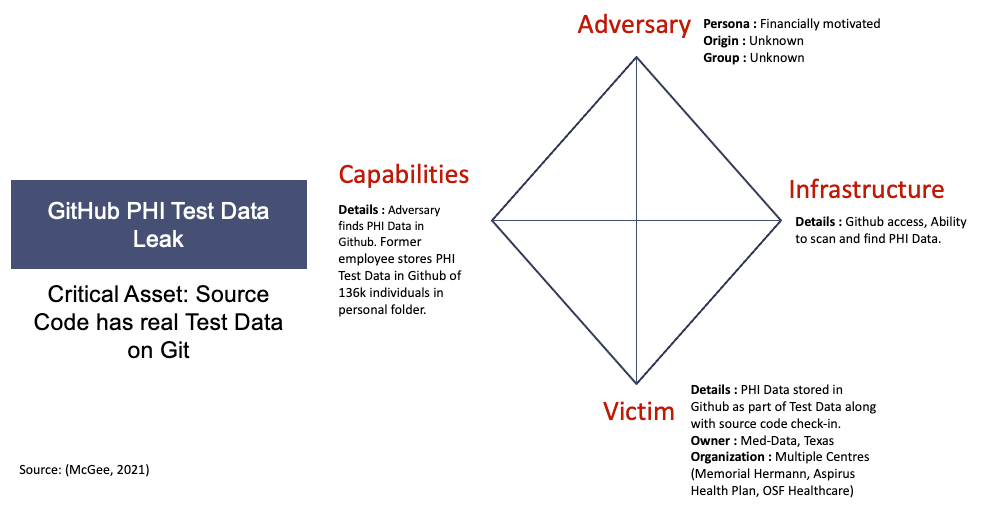 GitHub PHI Test Data
Leak
Critical Asset: Source
Code has real Test Data
on Git
Source: (McGee, 2021)
Adversary
Persona : Financially motivated
Origin : Unknown
Group : Unknown
Capabilities
Details : Adversary
finds PHI Data in
Github. Former
employee stores PHI
Test Data in Github of
136k individuals in
personal folder.
Infrastructure
Details : Github access, Ability
to scan and find PHI Data.
Victim
Details : PHI Data stored in
Github as part of Test Data along
with source code check-in.
Owner : Med-Data, Texas
Organization : Multiple Centres
(Memorial Hermann, Aspirus
Health Plan, OSF Healthcare)